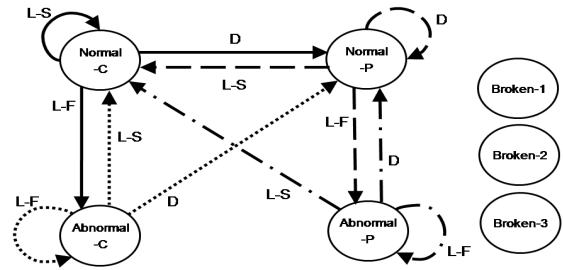 L-S
D
Normal
-C
D
Normal
-P
L-S
L-F
L-S
L-F
D
L-S
D
L-F
Abnormal
-C
Abnormal
-P
L-F
Broken-1
Broken-2
Broken-3